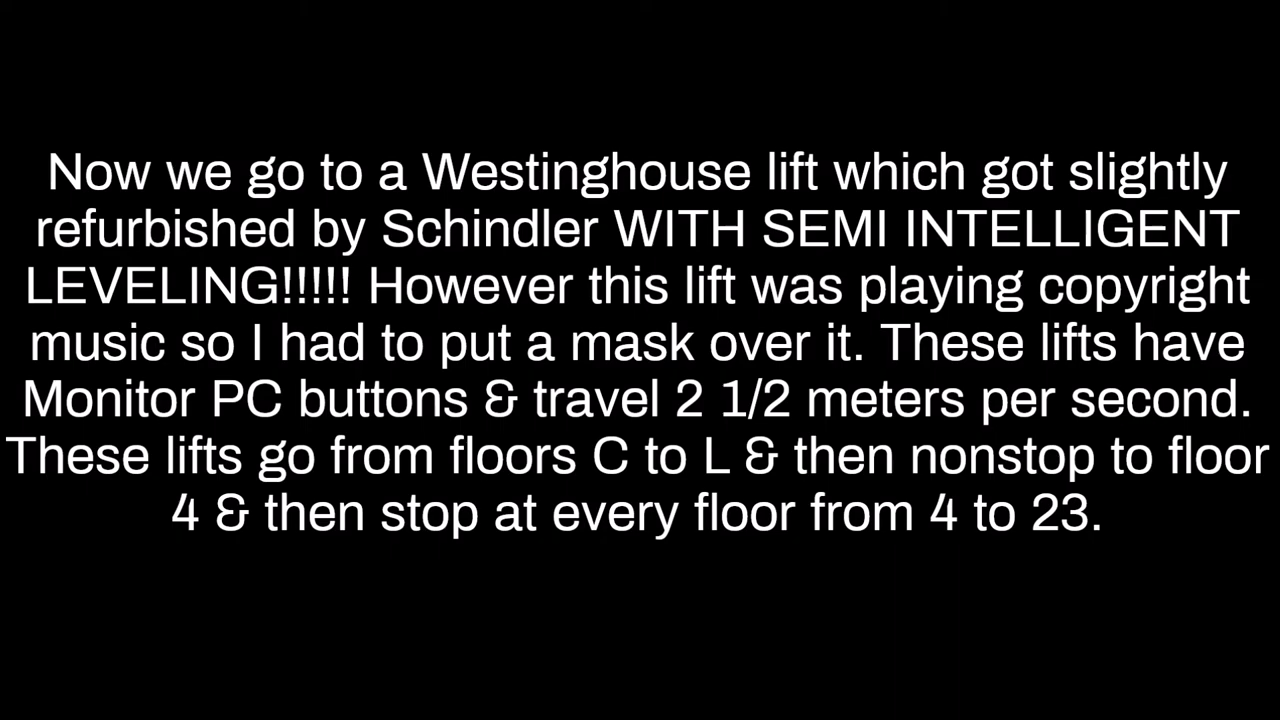 Now we go to a Westinghouse lift which got slightly
refurbished by Schindler WITH SEMI INTELLIGENT
LEVELING!!!!! However this lift was playing copyright
music so I had to put a mask over it. These lifts have
Monitor PC buttons & travel 2 1/2 meters per second.
These lifts go from floors C to L & then nonstop to floor
4 & then stop at every floor from 4 to 23.